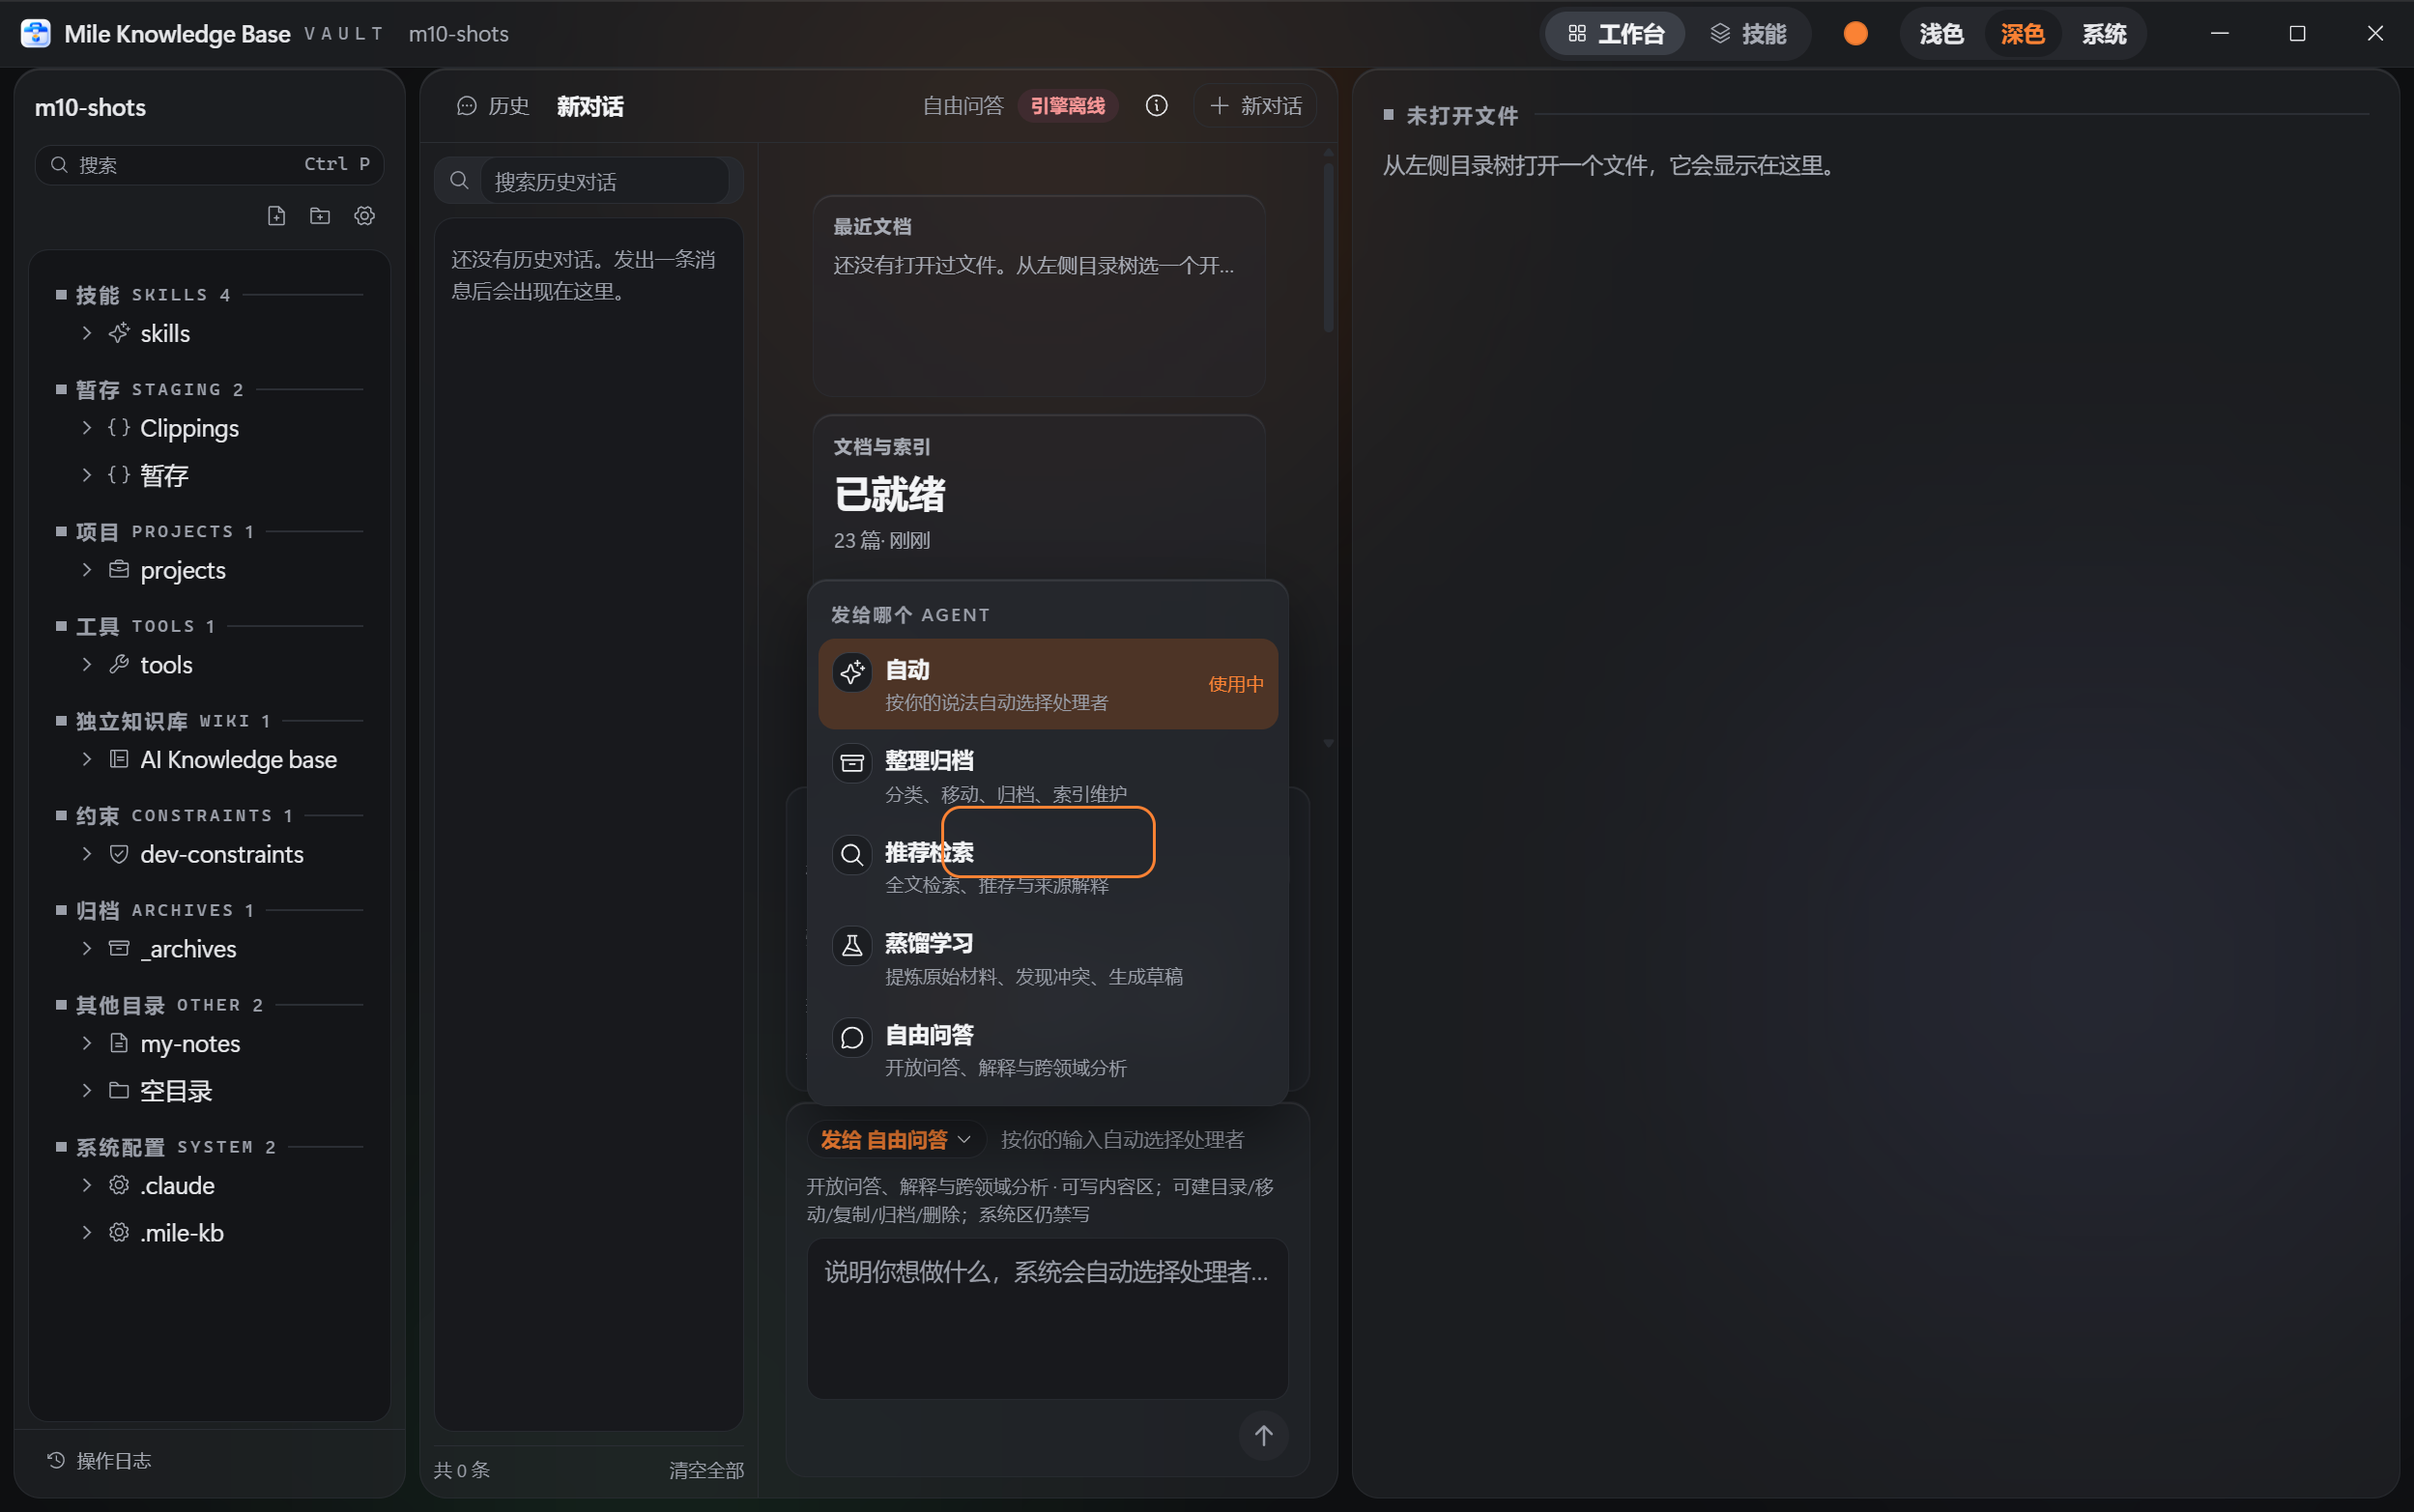 Mile Knowledge Base VAULT m10-shots
工作台 技能 浅色 深色 系统
m10-shots
搜索 Ctrl P
技能 SKILLS 4
skills
暂存 STAGING 2
Clippings
暂存
项目 PROJECTS 1
projects
工具 TOOLS 1
tools
独立知识库 WIKI 1
AI Knowledge base
约束 CONSTRAINTS 1
dev-constraints
归档 ARCHIVES 1
_archives
其他目录 OTHER 2
my-notes
空目录
系统配置 SYSTEM 2
.claude
.mile-kb
操作日志
历史 新对话 自由问答 引擎离线 新对话
搜索历史对话
还没有历史对话。发出一条消
息后会出现在这里。
共 0 条 清空全部
最近文档
还没有打开过文件。从左侧目录树选一个开...
文档与索引
已就绪
23 篇· 刚刚
发给哪个 AGENT
自动
按你的说法自动选择处理者
使用中
整理归档
分类、移动、归档、索引维护
推荐检索
全文检索、推荐与来源解释
蒸馏学习
提炼原始材料、发现冲突、生成草稿
自由问答
开放问答、解释与跨领域分析
发给 自由问答 按你的输入自动选择处理者
开放问答、解释与跨领域分析 · 可写内容区；可建目录/移
动/复制/归档/删除；系统区仍禁写
说明你想做什么，系统会自动选择处理者...
未打开文件
从左侧目录树打开一个文件，它会显示在这里。